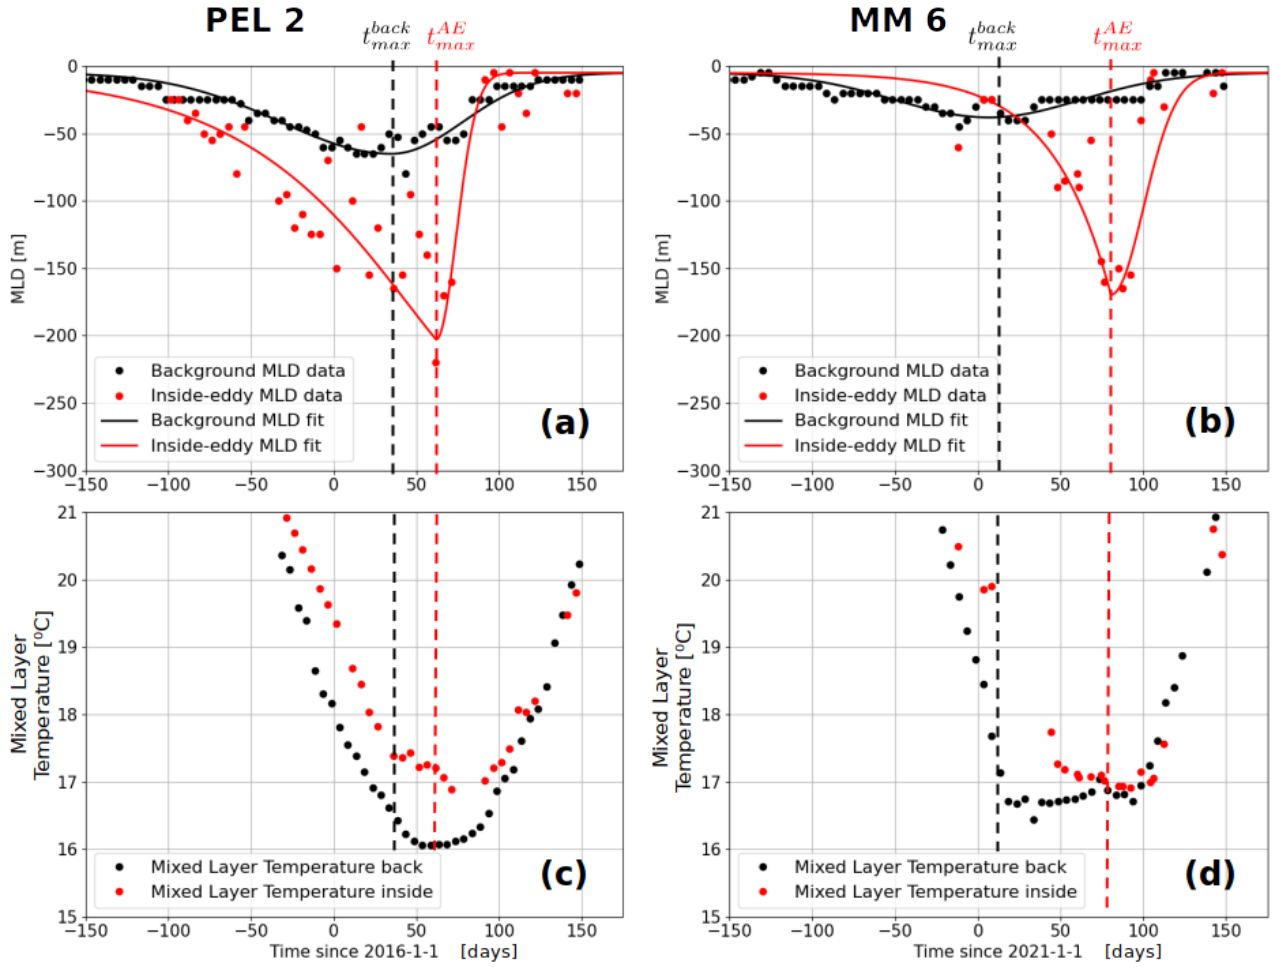 PEL 2
MM 6
t_{max}^{back} t_{max}^{AE}
t_{max}^{back} t_{max}^{AE}
0
−50
−100
−150
−200
−250
−300
MLD [m]
Background MLD data
Inside-eddy MLD data
Background MLD fit
Inside-eddy MLD fit
(a)
−150 −100 −50 0 50 100 150
0
−50
−100
−150
−200
−250
−300
MLD [m]
Background MLD data
Inside-eddy MLD data
Background MLD fit
Inside-eddy MLD fit
(b)
−150 −100 −50 0 50 100 150
21
20
19
18
17
16
15
Mixed Layer
Temperature [⁰C]
Mixed Layer Temperature back
Mixed Layer Temperature inside
(c)
−150 −100 −50 0 50 100 150
Time since 2016-1-1 [days]
21
20
19
18
17
16
15
Mixed Layer
Temperature [⁰C]
Mixed Layer Temperature back
Mixed Layer Temperature inside
(d)
−150 −100 −50 0 50 100 150
Time since 2021-1-1 [days]